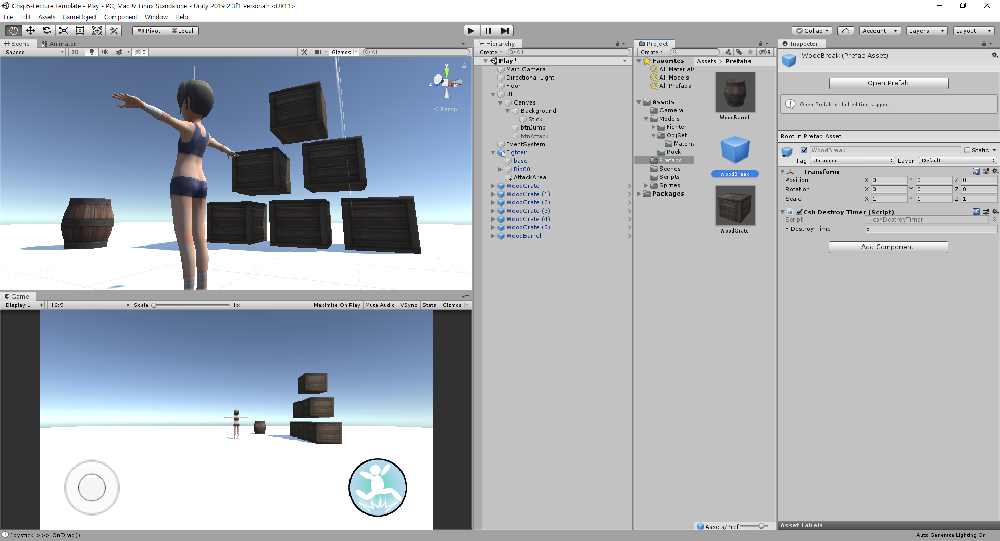 Chap5-Lecture Template - Play - PC, Mac & Linux Standalone - Unity 2019.2.3f1 Personal* <DX11>
File Edit Assets GameObject Component Window Help
Pivot Local
Collab Account Layers Layout
Scene Animator
Shaded 2D 0 Gizmos All
y
z x
Persp
Game
Display 1 16:9 Scale 1x Maximize On Play Mute Audio VSync Stats Gizmos
Joystick >>> OnDrag()
Hierarchy
Create All
Play*
Main Camera
Directional Light
Floor
UI
Canvas
Background
Stick
btnJump
btnAttack
EventSystem
Fighter
base
Bip001
AttackArea
WoodCrate
WoodCrate (1)
WoodCrate (2)
WoodCrate (3)
WoodCrate (4)
WoodCrate (5)
WoodBarrel
Project
Create 9
Favorites
All Materials
All Models
All Prefabs
Assets
Camera
Models
Fighter
ObjSet
Materia
Rock
Prefabs
Scenes
Scripts
Sprites
Packages
Assets > Prefabs
WoodBarrel
WoodBreak
WoodCrate
Assets/Pref
Inspector
WoodBreak (Prefab Asset)
Open Prefab
Open Prefab for full editing support.
Root in Prefab Asset
WoodBreak Static
Tag Untagged Layer Default
Transform
Position X 0 Y 0 Z 0
Rotation X 0 Y 0 Z 0
Scale X 1 Y 1 Z 1
Csh Destroy Timer (Script)
Script cshDestroyTimer
F Destroy Time 5
Add Component
Asset Labels
Auto Generate Lighting On